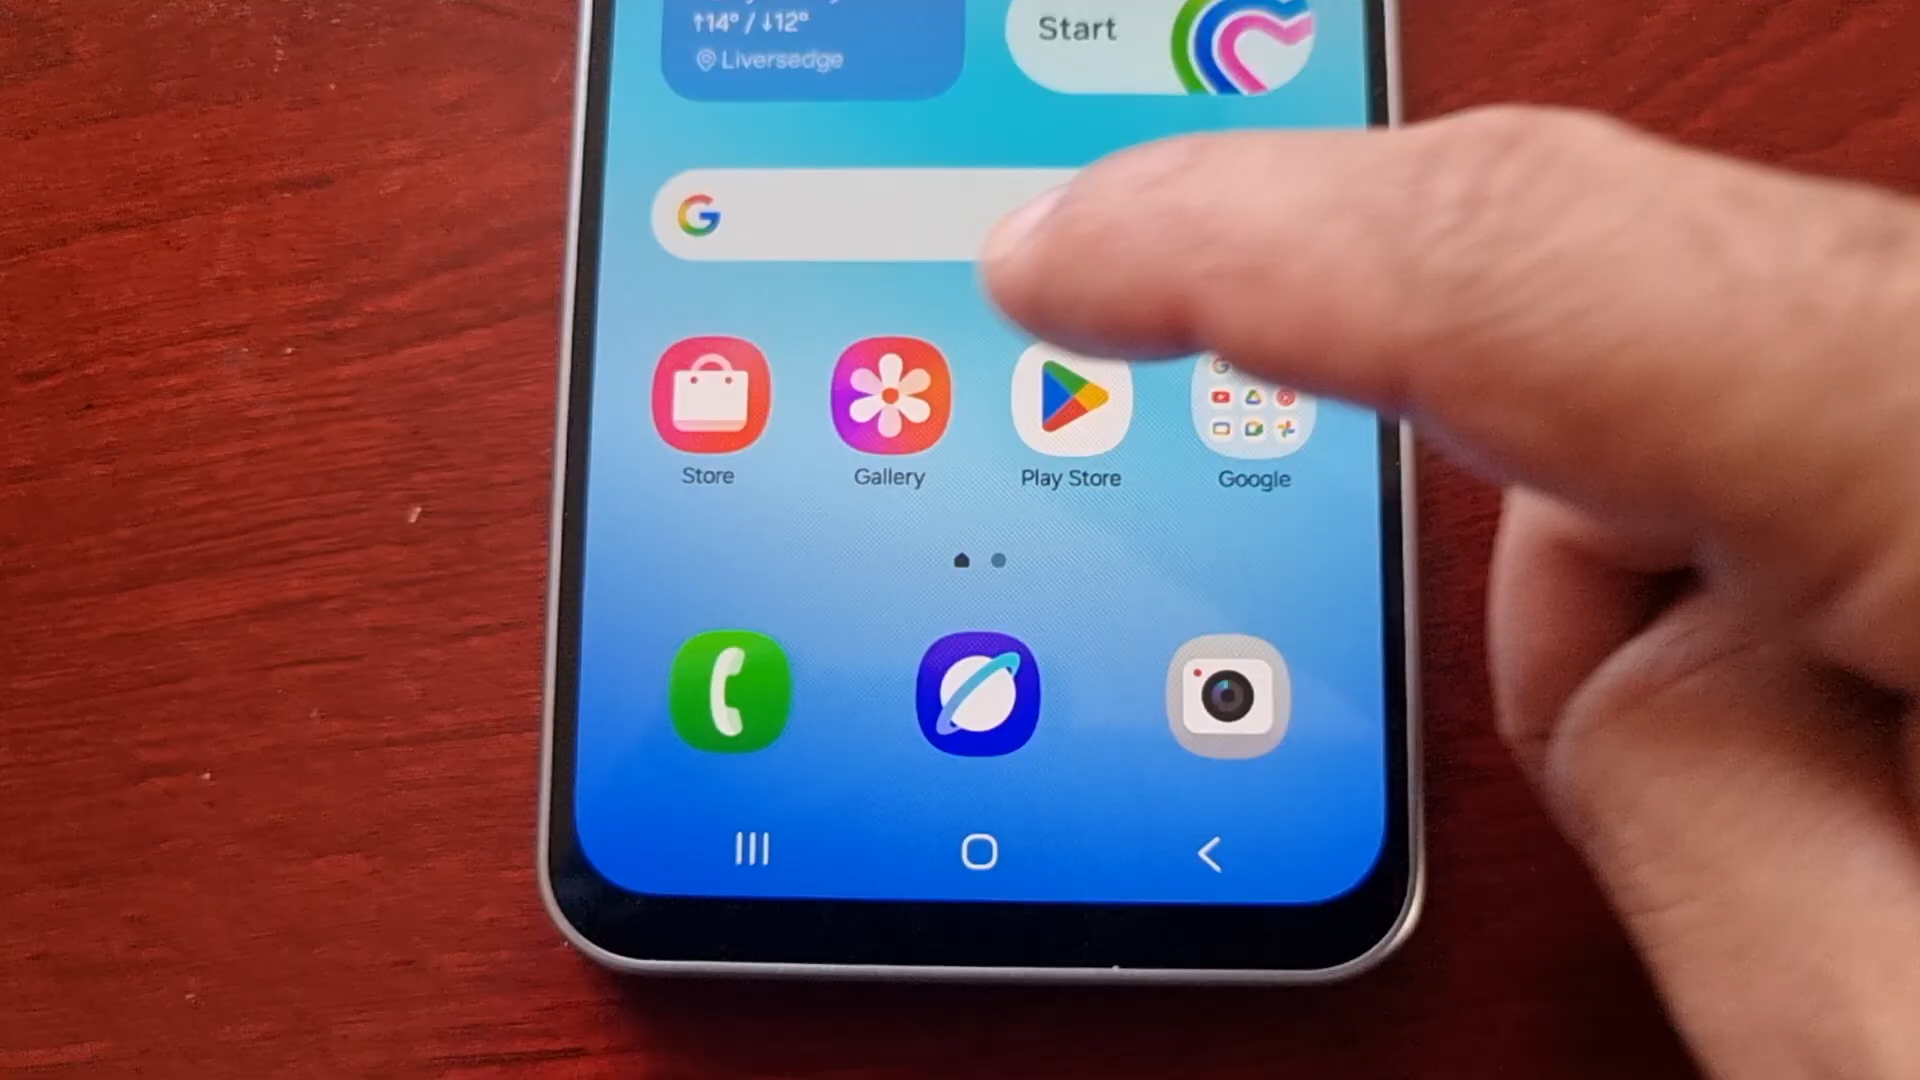 ↑14° / ↓12°
Liversedge
Start
G
Store
Gallery
Play Store
Google